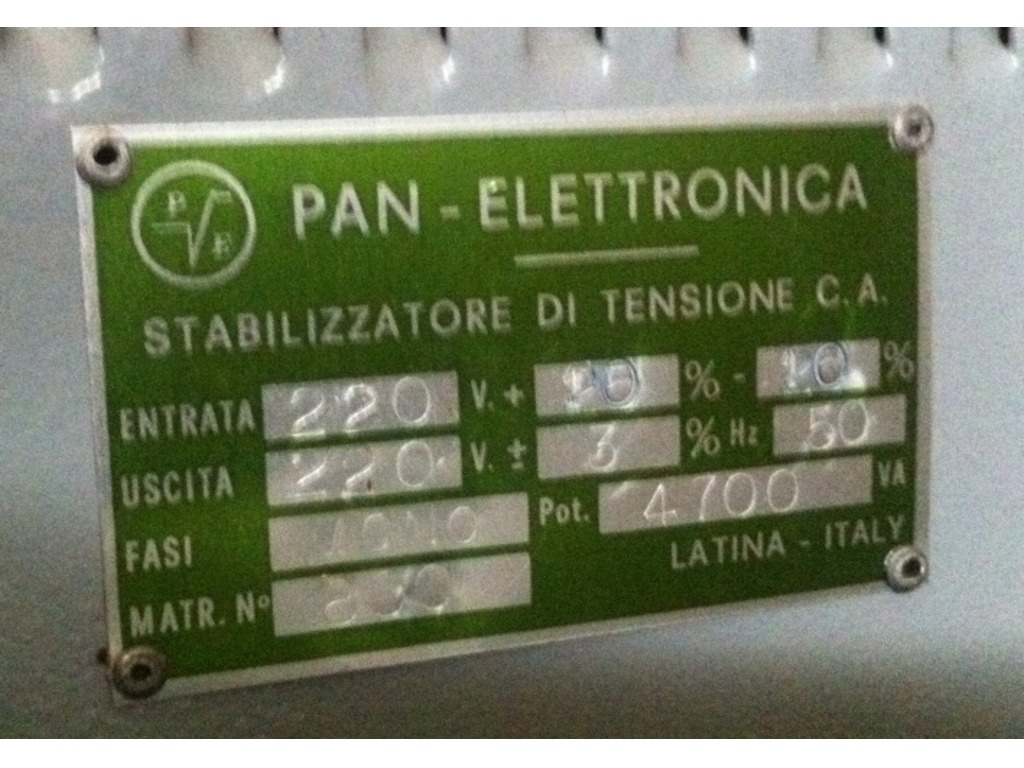 P E
PAN - ELETTRONICA
STABILIZZATORE DI TENSIONE C.A.
ENTRATA 220 V. + % - %
USCITA 220 V. ± 3 % Hz 50
FASI Pot. 4700 VA
MATR. Nº LATINA - ITALY